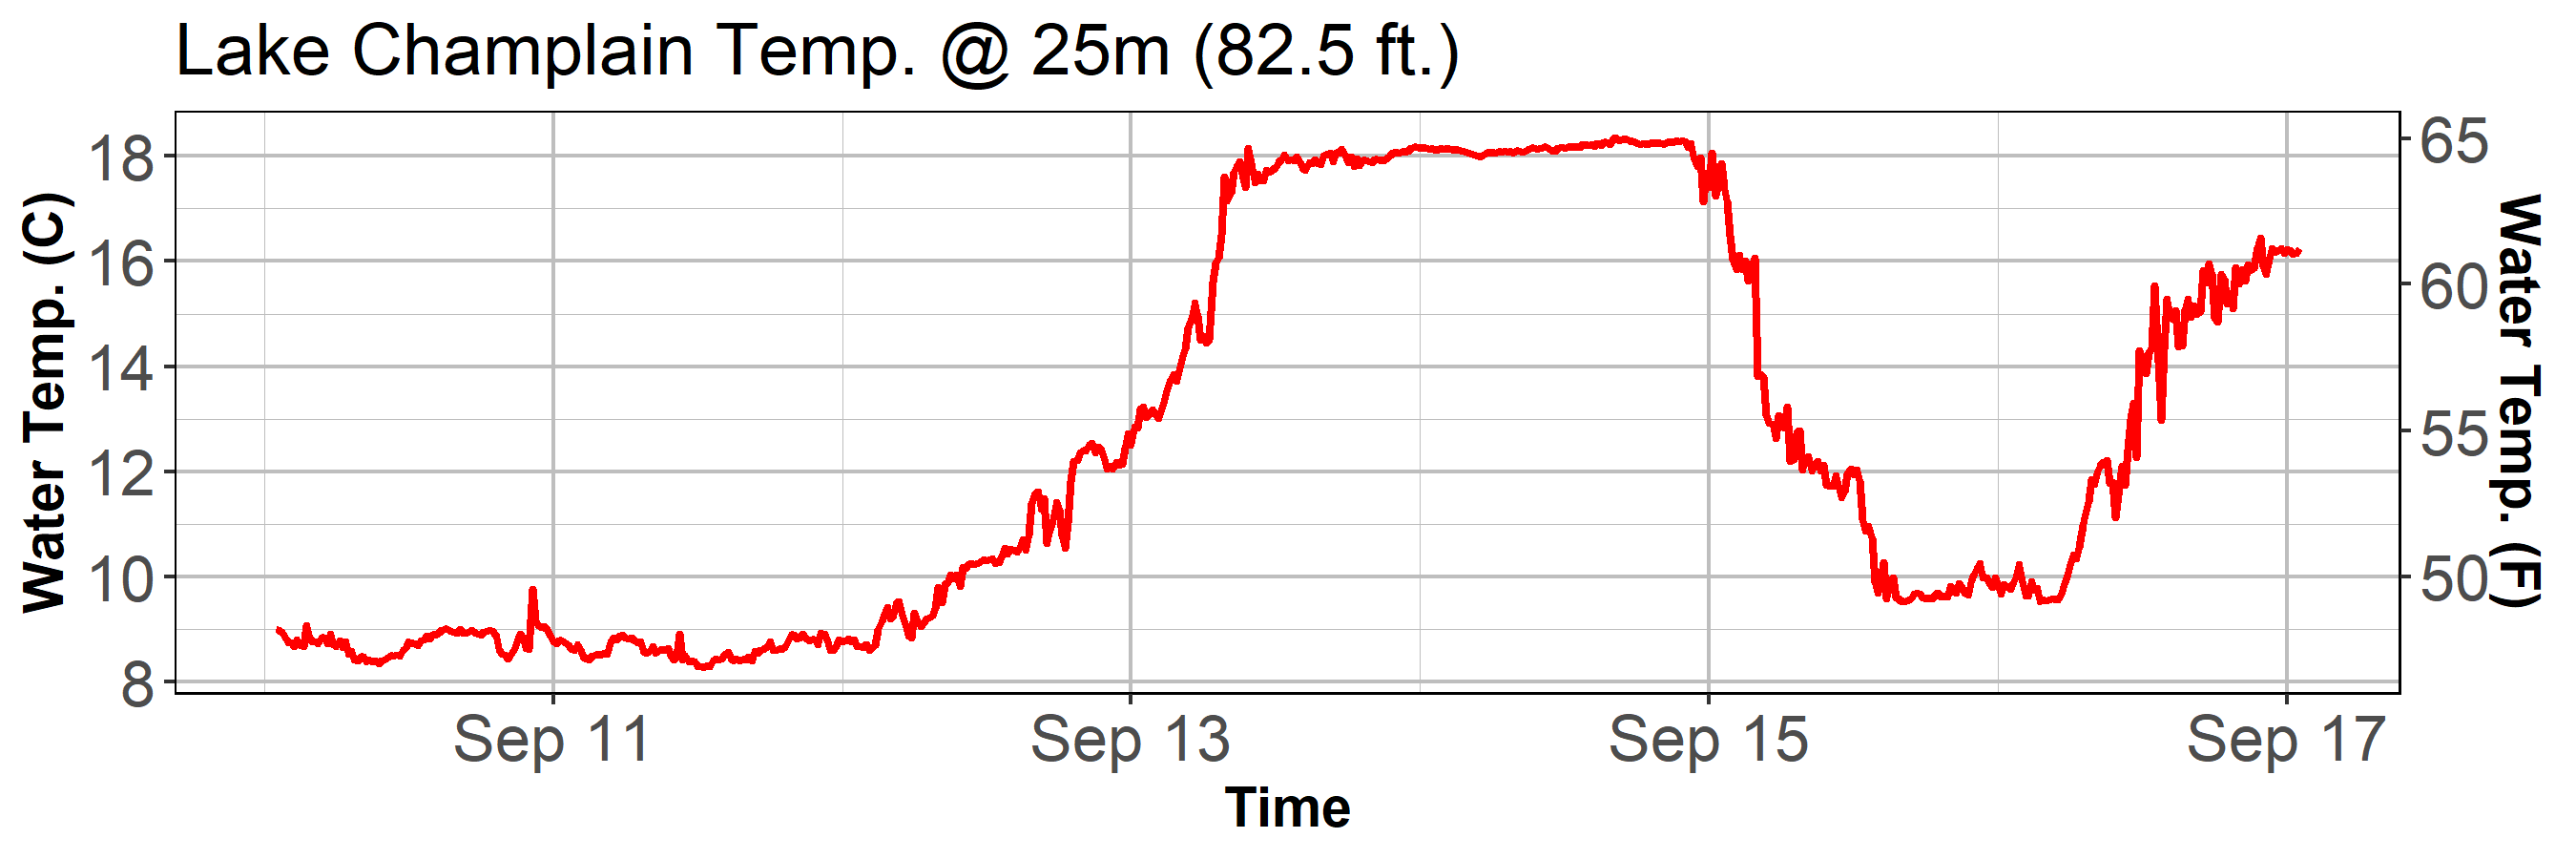 Lake Champlain Temp. @ 25m (82.5 ft.)
Water Temp. (C)
18
16
14
12
10
8
65
60
55
50
Water Temp. (F)
Sep 11
Sep 13
Sep 15
Sep 17
Time